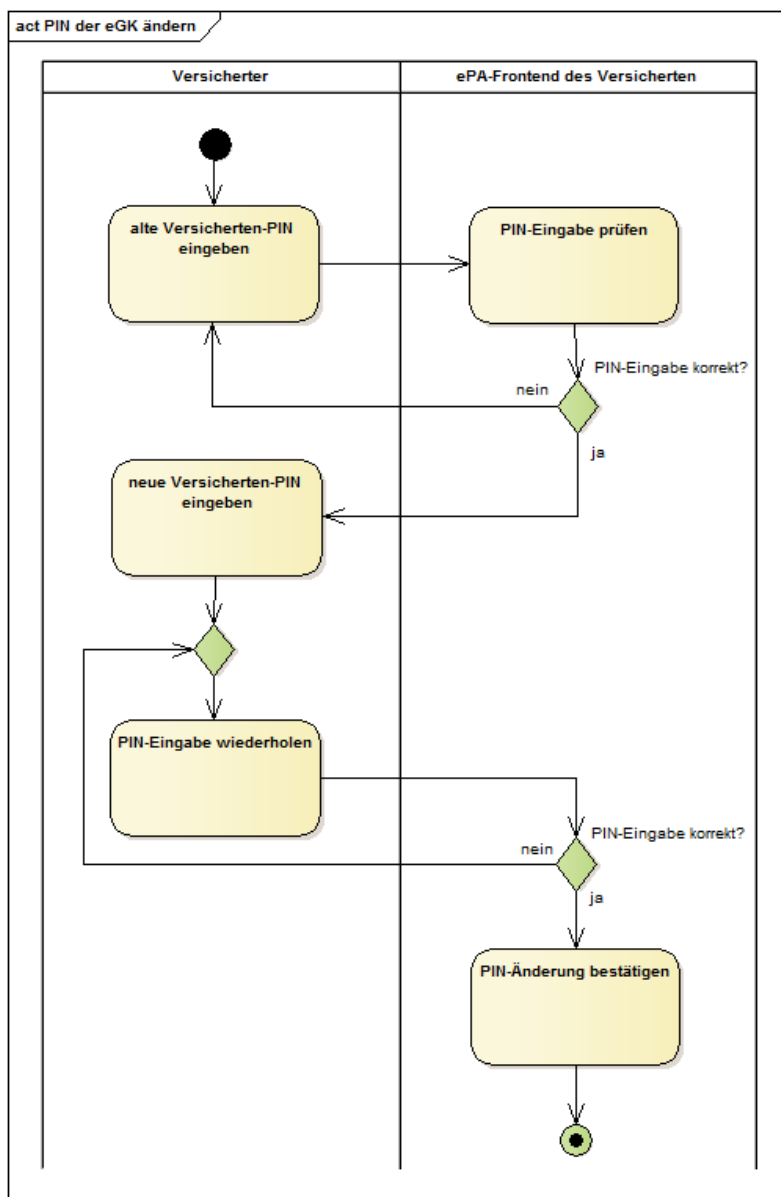 act PIN der eGK ändern
Versicherter
ePA-Frontend des Versicherten
alte Versicherten-PIN
eingeben
PIN-Eingabe prüfen
PIN-Eingabe korrekt?
nein
ja
neue Versicherten-PIN
eingeben
PIN-Eingabe wiederholen
PIN-Eingabe korrekt?
nein
ja
PIN-Änderung bestätigen